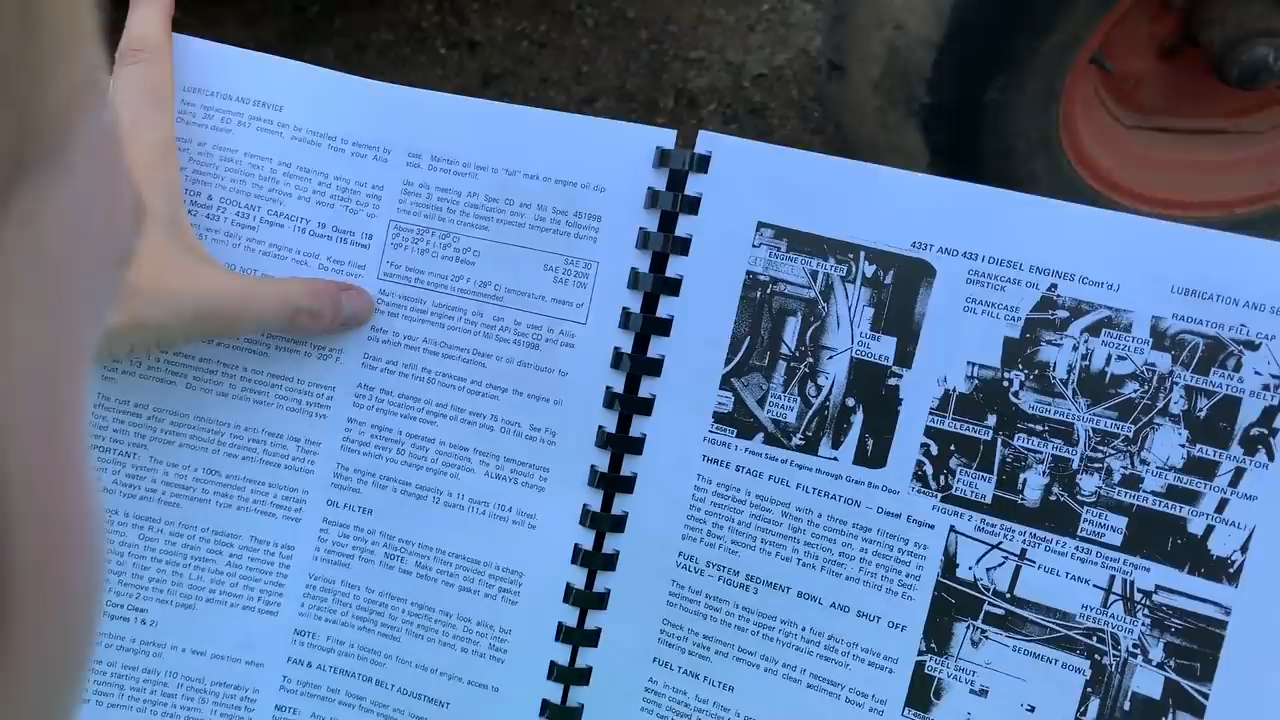 LUBRICATION AND SERVICE
New replacement gaskets can be installed to element by
using 3M ED 847 cement, available from your Allis-
Chalmers dealer.
air cleaner element and retaining wing nut and
with gasket next to element and tighten wing
Properly position baffle in cup and attach cup to
assembly with the arrows and word "Top" up-
Tighten the clamp securely.
& COOLANT CAPACITY 19 Quarts (18
Model F2 - 433 I Engine - [16 Quarts (15 litres)
K2 - 433 T Engine]
level daily when engine is cold. Keep filled
of the radiator neck. Do not over-
DO NOT
permanent type anti-
cooling system to -20° F.
and corrosion.
where anti-freeze is not needed to prevent
it is recommended that the coolant consists of at
1/3 anti-freeze solution to prevent cooling system
rust and corrosion. Do not use plain water in cooling sys-
tem.
The rust and corrosion inhibitors in anti-freeze lose their
effectiveness after approximately two years time. There-
fore, the cooling system should be drained, flushed and re-
filled with the proper amount of new anti-freeze solution
every two years.
The use of a 100% anti-freeze solution in
cooling system is not recommended since a certain
of water is necessary to make the anti-freeze ef-
Always use a permanent type anti-freeze, never
type anti-freeze.
is located on front of radiator. There is also
on the R.H. side of the block under the fuel
pump. Open the drain cock and remove the
to drain the cooling system. Also remove the
plug from the side of the lube oil cooler under
on the L.H. side of the engine
the grain bin door as shown in Figure
Remove the fill cap to admit air and speed
Figure 2 on next page).
Core Clean
Figures 1 & 2)
is parked in a level position when
or changing oil.
oil level daily (10 hours), preferably in
before starting engine. If checking just after
running, wait at least five (5) minutes for
down if the engine is warm. If engine is
to permit oil to drain down
case. Maintain oil level to "full" mark on engine oil dip-
stick. Do not overfill.
Use oils meeting API Spec CD and Mil Spec 45199B
(Series 3) service classification only. Use the following
oil viscosities for the lowest expected temperature during
time oil will be in crankcase.
Above 32° F (0° C) SAE 30
0° to 32° F (-18° to 0° C) SAE 20-20W
*0° F (-18° C) and Below SAE 10W
*For below minus 20° F (-29° C) temperature, means of
warming the engine is recommended.
Multi-viscosity lubricating oils can be used in Allis-
Chalmers diesel engines if they meet API Spec CD and pass
the test requirements portion of Mil Spec 45199B.
Refer to your Allis-Chalmers Dealer or oil distributor for
oils which meet these specifications.
Drain and refill the crankcase and change the engine oil
filter after the first 50 hours of operation.
After that, change oil and filter every 75 hours. See Fig-
ure 3 for location of engine oil drain plug. Oil fill cap is on
top of engine valve cover.
When engine is operated in below freezing temperatures
or in extremely dusty conditions, the oil should be
changed every 50 hours of operation. ALWAYS change
filters which you change engine oil.
The engine crankcase is 11 quarts (10.4 litres).
When the filter is changed 12 quarts (11.4 litres) will be
required.
OIL FILTER
Replace the oil filter every time the crankcase oil is chang-
ed. Use only an Allis-Chalmers filters provided especially
for your engine. NOTE: Make certain old filter gasket
is removed from filter base before new gasket and filter
is installed.
Various filters for different engines may look alike, but
are designed to operate on a specific engine. Do not inter-
change filters designed for one engine to another. Make
a practice of keeping several filters on hand, so that they
will be available when needed.
NOTE: Filter is located on front side of engine, access to
it is through grain bin door.
FAN & ALTERNATOR BELT ADJUSTMENT
To tighten belt loosen upper and lower
Pivot alternator away from engine
NOTE: Any
433T AND 433 I DIESEL ENGINES (Cont'd.)
LUBRICATION AND SE
ENGINE OIL FILTER
LUBE
OIL
COOLER
WATER
DRAIN
PLUG
T-65818
FIGURE 1 - Front Side of Engine through Grain Bin Door
THREE STAGE FUEL FILTERATION — Diesel Engine
This engine is equipped with a three stage filtering sys-
tem described below. When the combine warning system
fuel restrictor indicator light comes on, as described in
the controls and instruments section, stop the engine and
check the filtering system in this order; - First the Sedi-
ment Bowl, second the Fuel Tank Filter and third the En-
gine Fuel Filter.
FUEL SYSTEM SEDIMENT BOWL AND SHUT OFF
VALVE — FIGURE 3
The fuel system is equipped with a fuel shut-off valve and
sediment bowl on the upper right hand side of the separa-
tor housing to the rear of the hydraulic reservoir.
Check the sediment bowl daily and if necessary close fuel
shut-off valve and remove and clean sediment bowl and
filtering screen.
FUEL TANK FILTER
An in-tank, fuel filter is
screen
come clogged
and can
CRANKCASE OIL
DIPSTICK
CRANKCASE
OIL FILL CAP
RADIATOR FILL CAP
INJECTOR
NOZZLES
FAN &
ALTERNATOR BELT
HIGH PRESSURE LINES
AIR CLEANER
FITLER HEAD
ALTERNATOR
ENGINE
FUEL
FILTER
FUEL INJECTION PUMP
ETHER START (OPTIONAL)
FUEL
PRIMING
PUMP
T-64034
FIGURE 2 - Rear Side of Model F2 - 433I Diesel Engine
(Model K2 - 433T Diesel Engine Similar)
FUEL TANK
HYDRAULIC
RESERVOIR
SEDIMENT BOWL
FUEL SHUT-
OFF VALVE